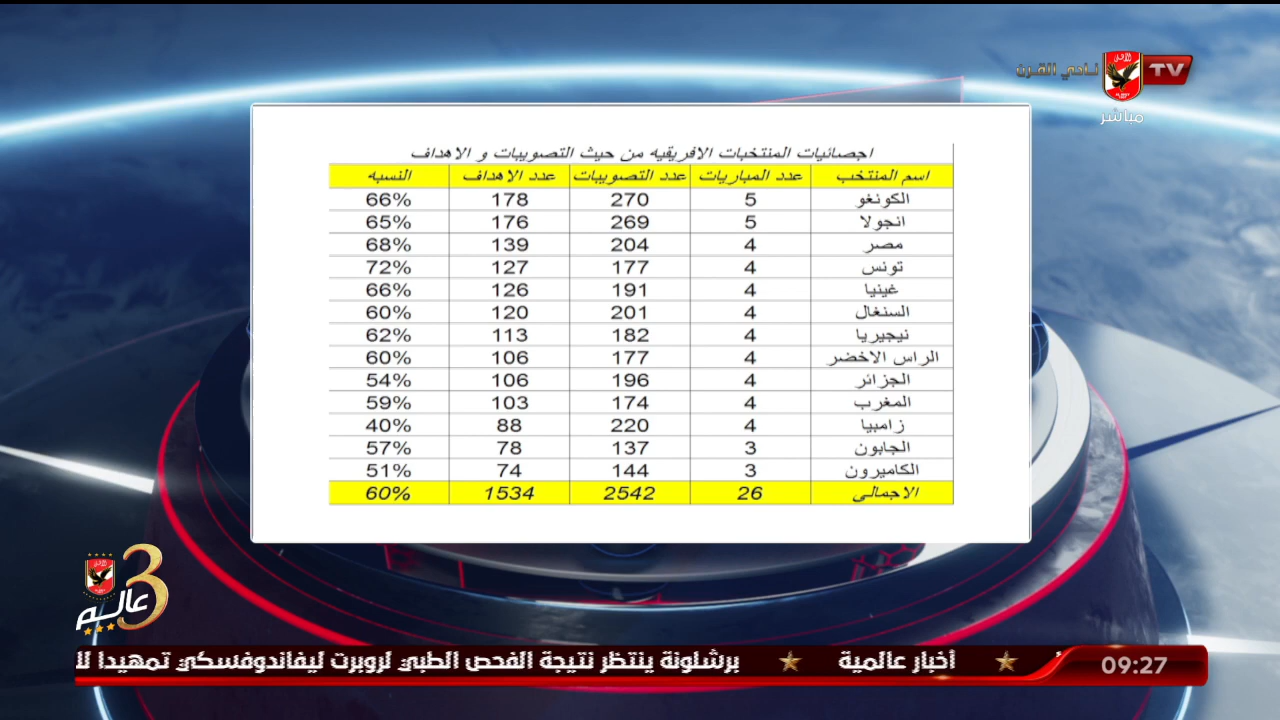 نادي القرن TV
مباشر
احصائيات المنتخبات الافريقيه من حيث التصويبات و الاهداف
اسم المنتخب عدد المباريات عدد التصويبات عدد الاهداف النسبه
الكونغو 5 270 178 66%
انجولا 5 269 176 65%
مصر 4 204 139 68%
تونس 4 177 127 72%
غينيا 4 191 126 66%
السنغال 4 201 120 60%
نيجيريا 4 182 113 62%
الراس الاخضر 4 177 106 60%
الجزائر 4 196 106 54%
المغرب 4 174 103 59%
زامبيا 4 220 88 40%
الجابون 3 137 78 57%
الكاميرون 3 144 74 51%
الاجمالى 26 2542 1534 60%
3 عالم
09:27 أخبار عالمية برشلونة ينتظر نتيجة الفحص الطبي لروبرت ليفاندوفسكي تمهيدا